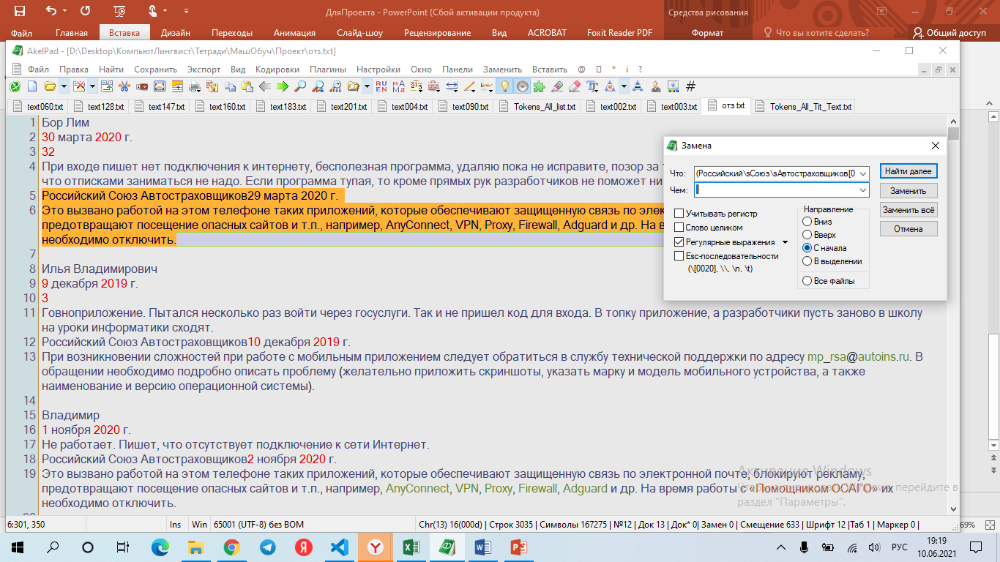 ДляПроекта - PowerPoint (Сбой активации продукта)
Средства рисования
Файл Главная Вставка Дизайн Переходы Анимация Слайд-шоу Рецензирование Вид ACROBAT Foxit Reader PDF Формат Что вы хотите сделать? Общий доступ
AkelPad - [D:\Desktop\КомпьютЛингвист\Тетради\МашОбуч\Проект\отз.txt]
Файл Правка Найти Сохранить Экспорт Вид Кодировки Плагины Настройки Окно Панели Заменить Вставить @ * i ?
text060.txt text128.txt text147.txt text160.txt text183.txt text201.txt text004.txt text090.txt Tokens_All_list.txt text002.txt text003.txt отз.txt Tokens_All_Tit_Text.txt
1 Бор Лим
2 30 марта 2020 г.
3 32
4 При входе пишет нет подключения к интернету, бесполезная программа, удаляю пока не исправите, позор за
что отписками заниматься не надо. Если программа тупая, то кроме прямых рук разработчиков не поможет ни
5 Российский Союз Автостраховщиков29 марта 2020 г.
6 Это вызвано работой на этом телефоне таких приложений, которые обеспечивают защищенную связь по
предотвращают посещение опасных сайтов и т.п., например, AnyConnect, VPN, Proxy, Firewall, Adguard и др. На
необходимо отключить.
7
8 Илья Владимирович
9 9 декабря 2019 г.
10 3
11 Говноприложение. Пытался несколько раз войти через госуслуги. Так и не пришел код для входа. В топку приложение, а разработчики пусть заново в школу
на уроки информатики сходят.
12 Российский Союз Автостраховщиков10 декабря 2019 г.
13 При возникновении сложностей при работе с мобильным приложением следует обратиться в службу технической поддержки по адресу mp_rsa@autoins.ru. В
обращении необходимо подробно описать проблему (желательно приложить скриншоты, указать марку и модель мобильного устройства, а также
наименование и версию операционной системы).
14
15 Владимир
16 1 ноября 2020 г.
17 Не работает. Пишет, что отсутствует подключение к сети Интернет.
18 Российский Союз Автостраховщиков2 ноября 2020 г.
19 Это вызвано работой на этом телефоне таких приложений, которые обеспечивают защищенную связь по электронной почте, блокируют рекламу,
предотвращают посещение опасных сайтов и т.п., например, AnyConnect, VPN, Proxy, Firewall, Adguard и др. На время работы с «Помощником ОСАГО» их
необходимо отключить.
Замена
Что: (Российский\sСоюз\sАвтостраховщиков[0
Чем:
Найти далее
Заменить
Заменить всё
Отмена
Учитывать регистр
Слово целиком
Регулярные выражения
Esc-последовательности
(\[0020], \\, \n, \t)
Направление
Вниз
Вверх
С начала
В выделении
Все файлы
Активация Windows
Чтобы активировать Windows, перейдите в
раздел "Параметры".
6:301, 350 Ins Win 65001 (UTF-8) без BOM Chr(13) 16(000d) | Строк 3035 | Символы 167275 | №12 | Док 13 | Док* 0| Замен 0 | Смещение 633 | Шрифт 12 |Таб 1 | Маркер 0 |
69%
РУС
19:19
10.06.2021